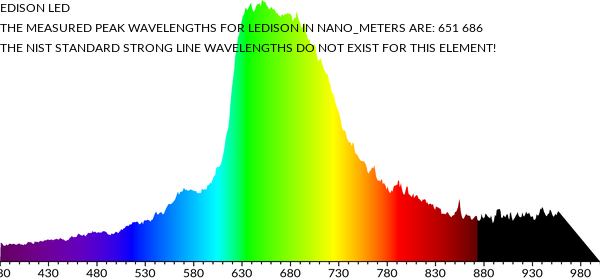 EDISON LED
THE MEASURED PEAK WAVELENGTHS FOR LEDISON IN NANO_METERS ARE: 651 686
THE NIST STANDARD STRONG LINE WAVELENGTHS DO NOT EXIST FOR THIS ELEMENT!
430 480 530 580 630 680 730 780 830 880 930 980